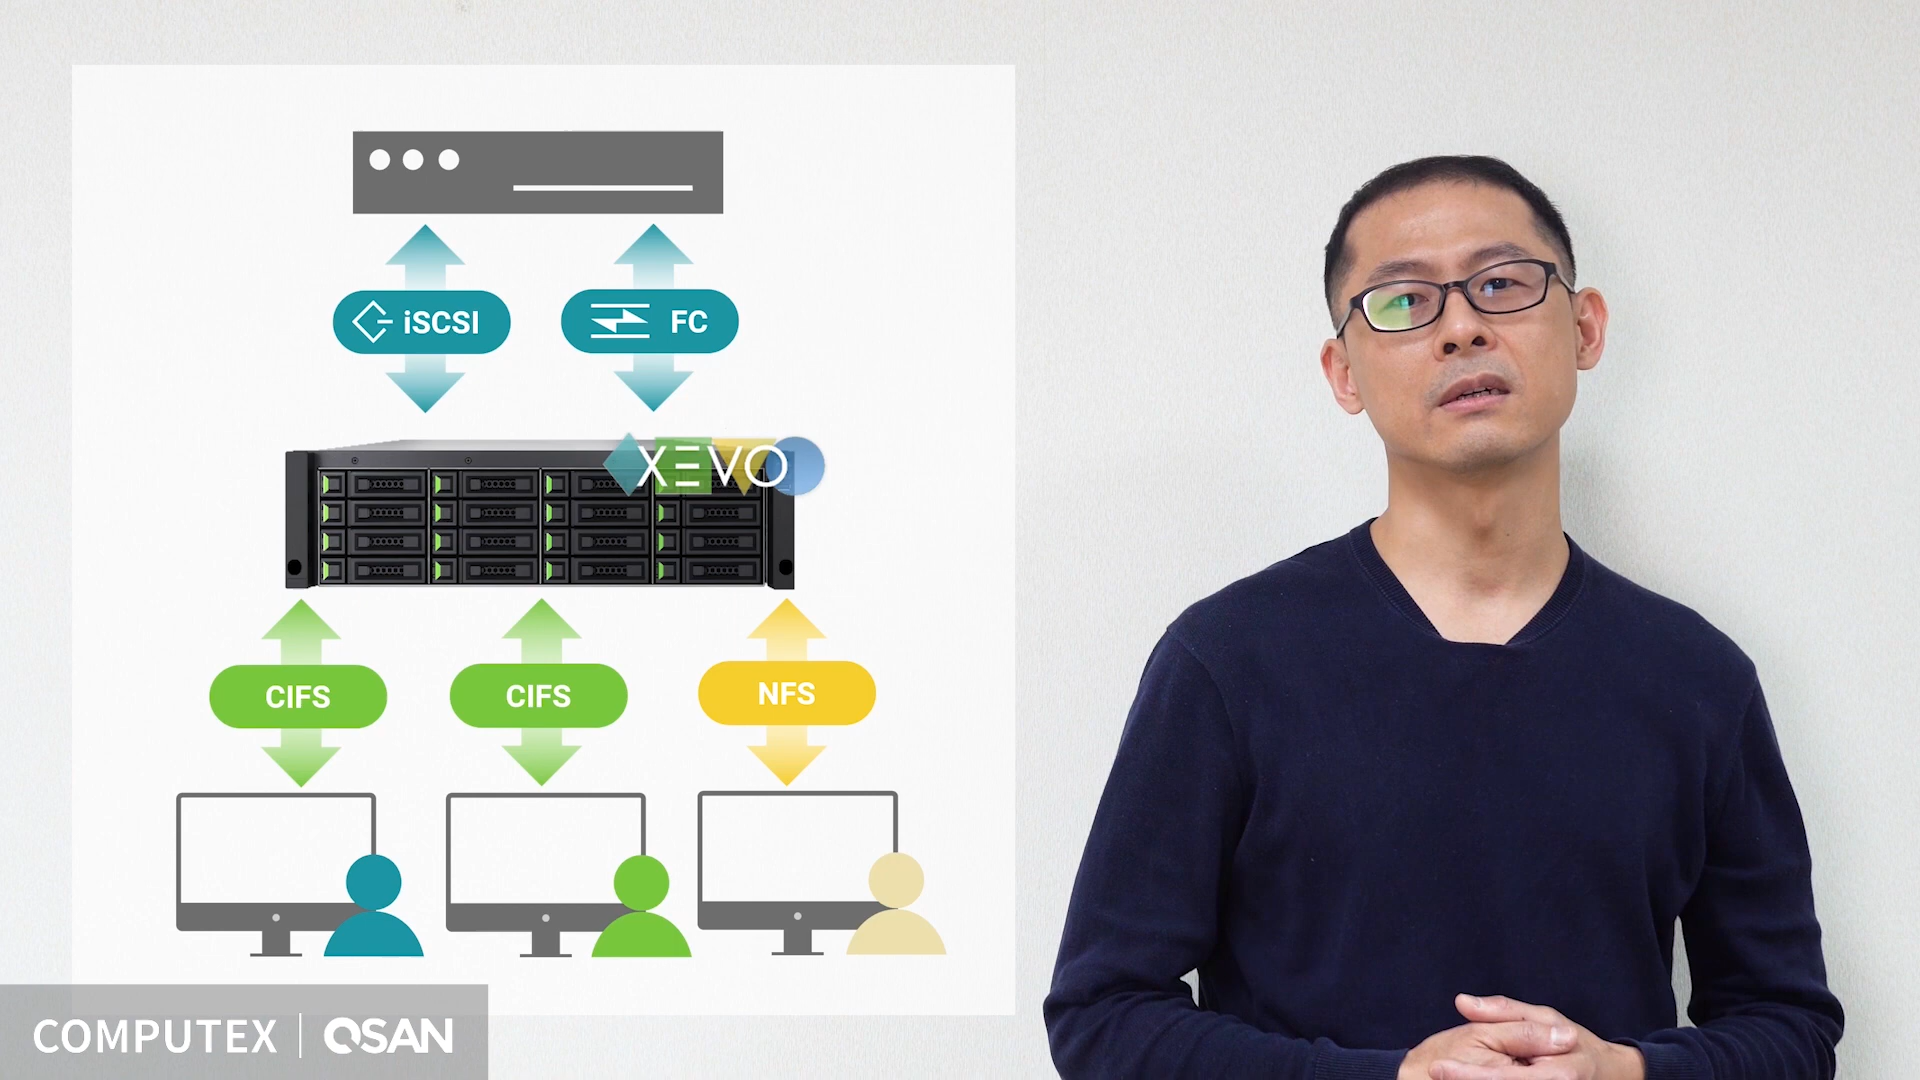 iSCSI
FC
XEVO
CIFS
CIFS
NFS
COMPUTEX | QSAN